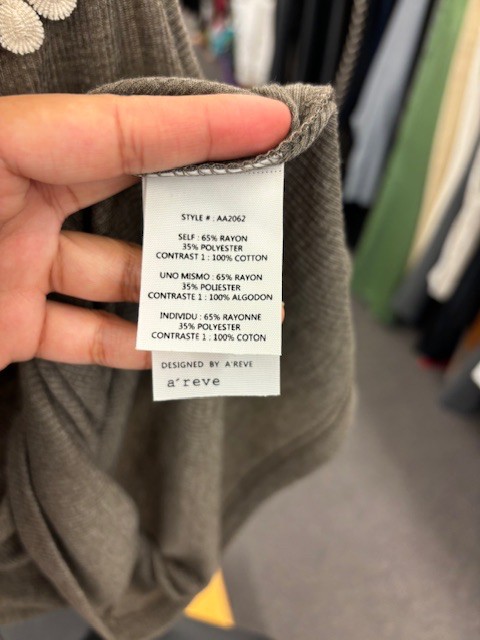 STYLE # : AA2062
SELF : 65% RAYON
35% POLYESTER
CONTRAST 1 : 100% COTTON
UNO MISMO : 65% RAYON
35% POLIESTER
CONTRASTE 1 : 100% ALGODON
INDIVIDU : 65% RAYONNE
35% POLYESTER
CONTRAST 1 : 100% COTON
DESIGNED BY A'REVE
a'reve